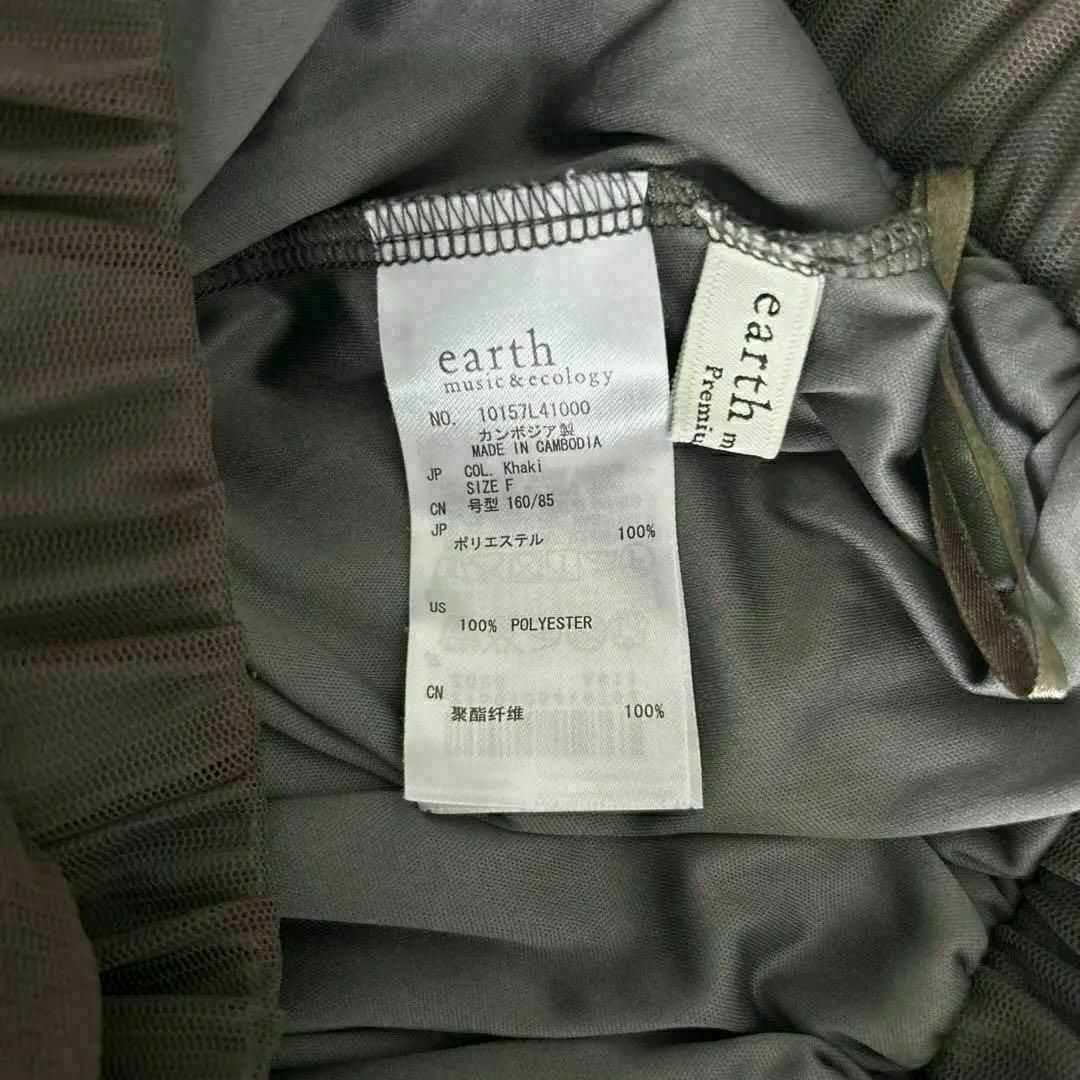 earth
music & ecology
NO. 10157L41000
カンボジア製
MADE IN CAMBODIA
JP COL. Khaki
SIZE F
CN 号型 160/85
JP ポリエステル 100%
US 100% POLYESTER
CN 聚酯纤维 100%
earth